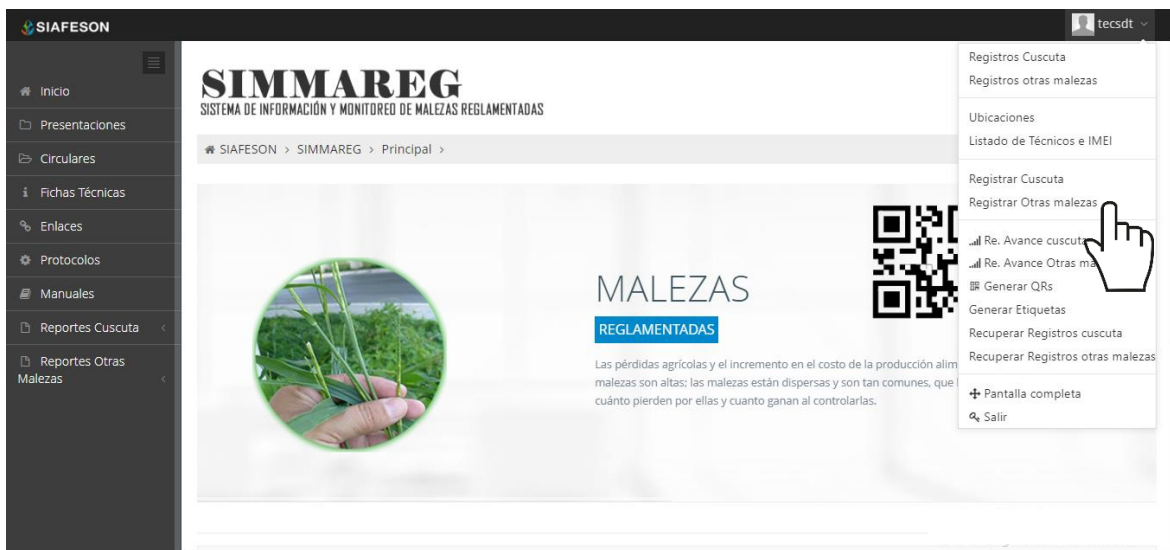 SIAFESON
tecsdt
Inicio
Presentaciones
Circulares
Fichas Técnicas
Enlaces
Protocolos
Manuales
Reportes Cuscuta
Reportes Otras
Malezas
SIMMAREG
SISTEMA DE INFORMACIÓN Y MONITOREO DE MALEZAS REGLAMENTADAS
SIAFESON > SIMMAREG > Principal >
MALEZAS
REGLAMENTADAS
Las pérdidas agrícolas y el incremento en el costo de la producción
malezas son altas: las malezas están dispersas y son tan comunes, que
cuánto pierden por ellas y cuanto ganan al controlarlas.
Registros Cuscuta
Registros otras malezas
Ubicaciones
Listado de Técnicos e IMEI
Registrar Cuscuta
Registrar Otras malezas
Re. Avance cuscuta
Re. Avance Otras
Generar QRs
Generar Etiquetas
Recuperar Registros cuscuta
Recuperar Registros otras malezas
Pantalla completa
Salir